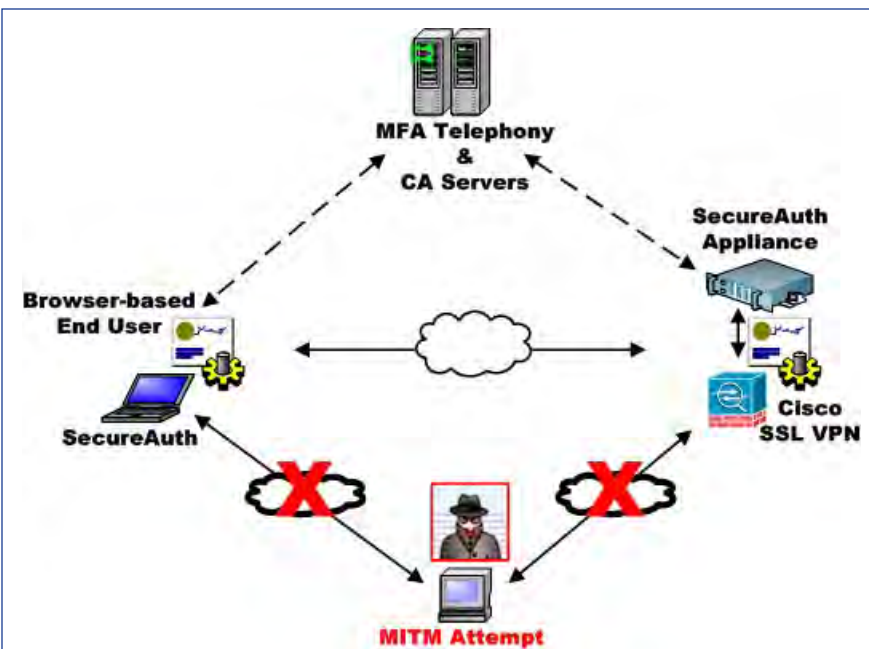 MFA Telephony
&
CA Servers
SecureAuth
Appliance
Browser-based
End User
SecureAuth
Cisco
SSL VPN
X
X
MITM Attempt